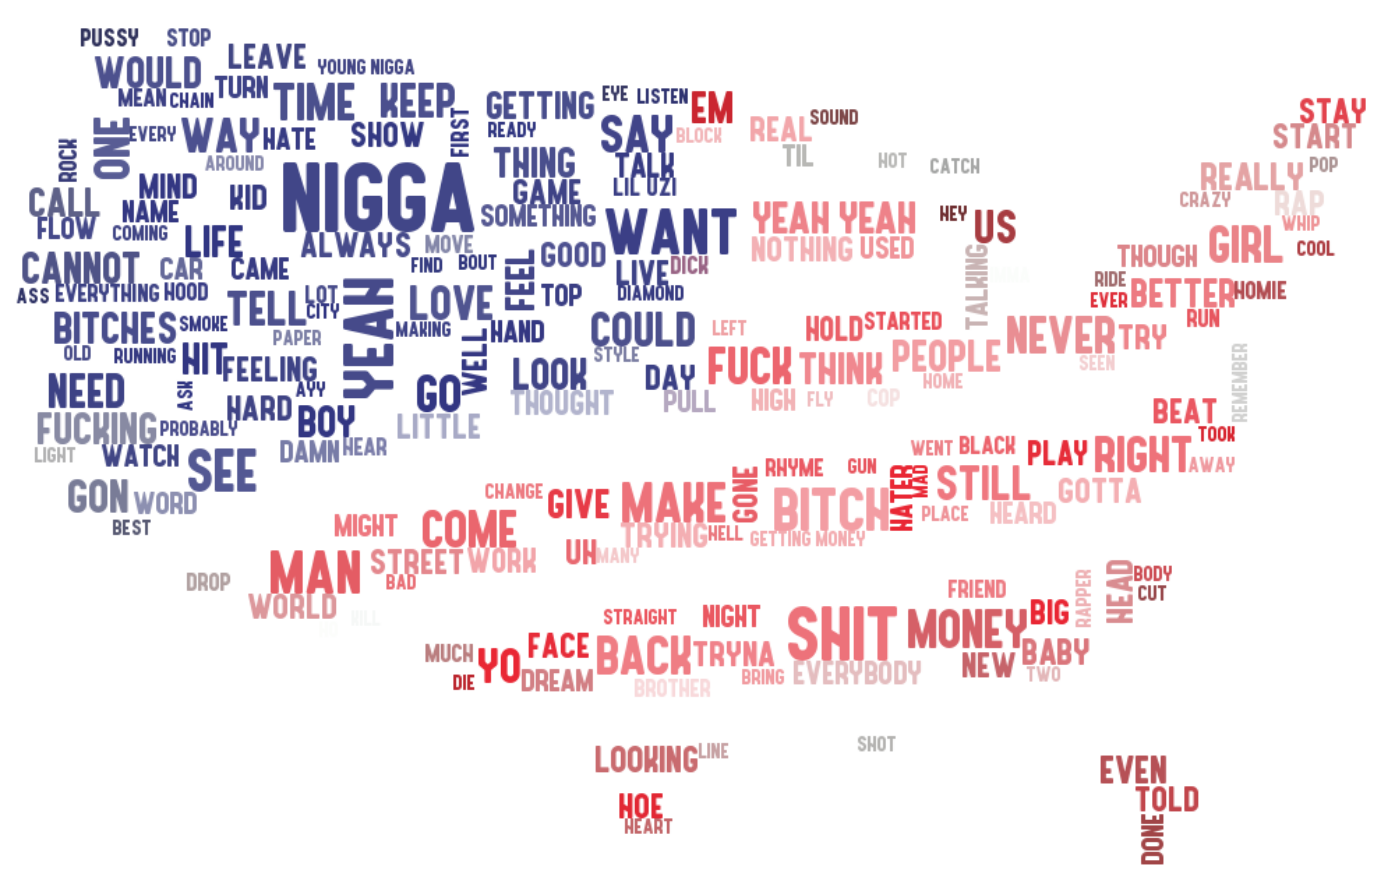 PUSSY STOP
LEAVE
YOUNG NIGGA
WOULD
TURN
MEAN CHAIN
TIME KEEP
GETTING
EYE LISTEN EM
SOUND
STAY
ONE
EVERY
WAY HATE
SHOW
FIRST
READY
SAY
BLOCK
REAL
START
ROCK
AROUND
THING
TALK
TIL
HOT CATCH
REALLY POP
CALL
MIND
KID
NIGGA
GAME
LIL UZI
CRAZY RAP
FLOW
NAME
COMING
LIFE
ALWAYS MOVE
SOMETHING
WANT
YEAH YEAH
HEY US
WHIP
CANNOT
CAR CAME
FIND BOUT
FEEL
GOOD
NOTHING USED
TALKING
THOUGH GIRL COOL
ASS EVERYTHING HOOD
LOT
CITY
YEAH
LOVE
TOP
LIVE DICK
DIAMOND
RIDE
EVER BETTER HOMIE
BITCHES SMOKE TELL
PAPER
MAKING
WELL
HAND
COULD
LEFT
HOLD STARTED
NEVER TRY
RUN
OLD RUNNING HIT
FEELING
STYLE
FUCK THINK PEOPLE
SEEN
REMEMBER
NEED
ASK
AYY
GO
LOOK
DAY
HOME
HARD BOY
LITTLE
THOUGHT PULL
HIGH FLY COP
BEAT
FUCKING PROBABLY
DAMN HEAR
TOOK
LIGHT WATCH SEE
WENT BLACK PLAY RIGHT AWAY
GON WORD
CHANGE GIVE MAKE
GONE
RHYME GUN
HATER
MAD
STILL GOTTA
BEST
MIGHT COME
TRYING HELL
BITCH
GETTING MONEY
PLACE HEARD
MAN STREET WORK
UH MANY
DROP
BAD
FRIEND
RAPPER
HEAD
BODY
CUT
WORLD
KILL
STRAIGHT NIGHT
SHIT MONEY BIG
MUCH YO FACE
BACK TRYNA
EVERYBODY
NEW BABY
DIE DREAM
BROTHER BRING
TWO
LOOKING LINE
SHOT
EVEN
HOE
HEART
TOLD
DONE